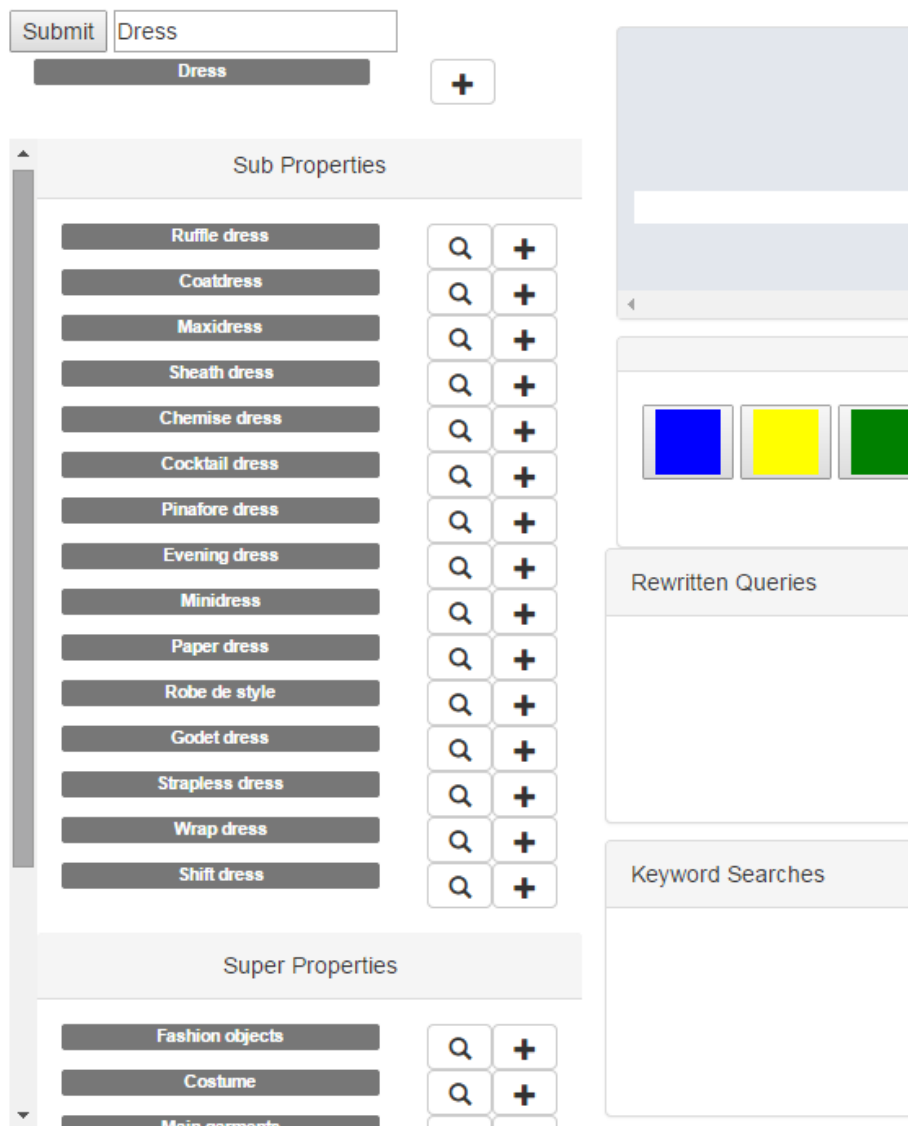 Submit Dress
Dress
Sub Properties
Ruffle dress
Coatdress
Maxidress
Sheath dress
Chemise dress
Cocktail dress
Pinafore dress
Evening dress
Minidress
Paper dress
Robe de style
Godet dress
Strapless dress
Wrap dress
Shift dress
Super Properties
Fashion objects
Costume
Main garments
Rewritten Queries
Keyword Searches